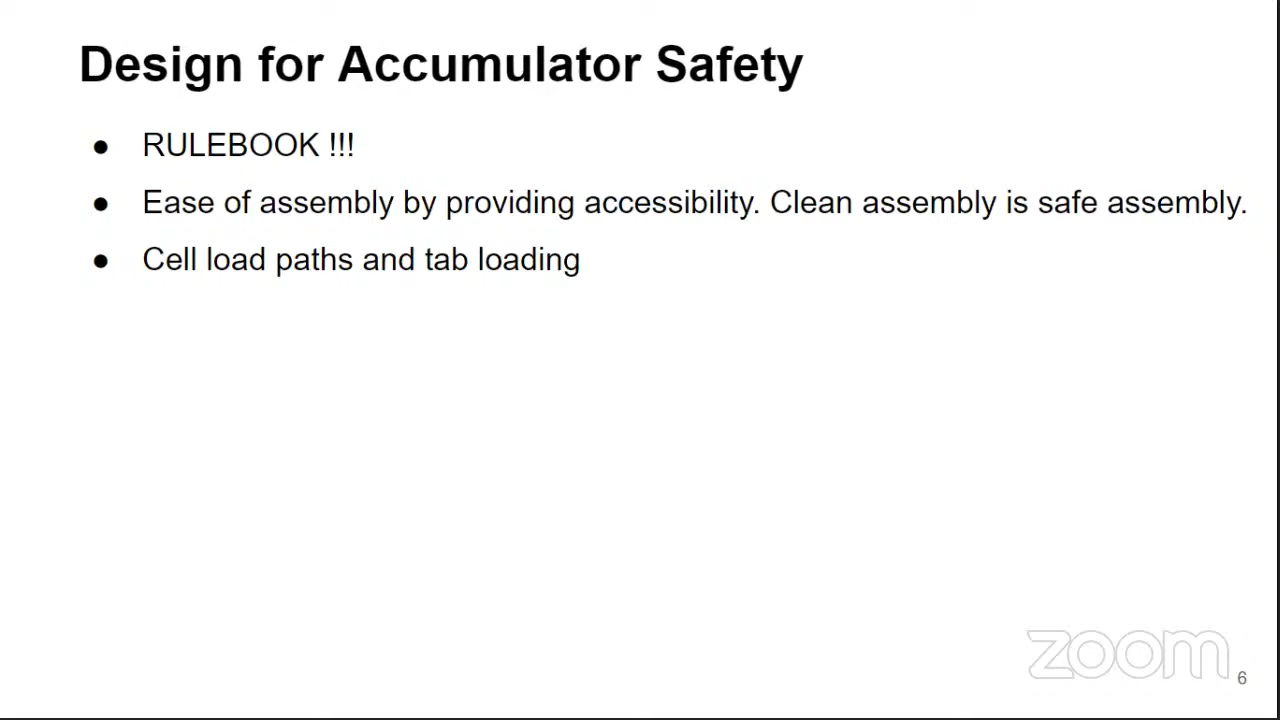 Design for Accumulator Safety
● RULEBOOK !!!
● Ease of assembly by providing accessibility. Clean assembly is safe assembly.
● Cell load paths and tab loading
zoom
6